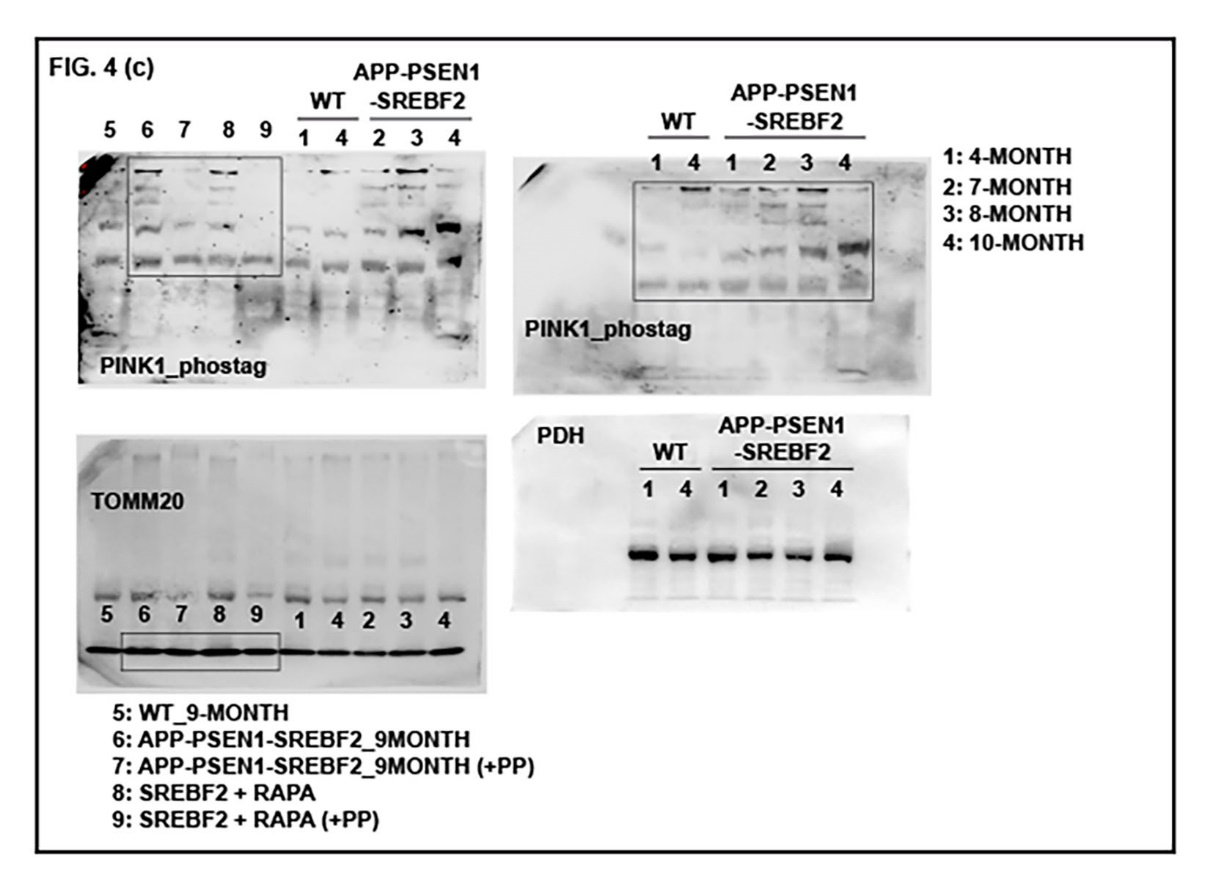 FIG. 4 (c)
APP-PSEN1
WT -SREBF2
5 6 7 8 9 1 4 2 3 4
PINK1_phostag
APP-PSEN1
WT -SREBF2
1 4 1 2 3 4
PINK1_phostag
1: 4-MONTH
2: 7-MONTH
3: 8-MONTH
4: 10-MONTH
TOMM20
5 6 7 8 9 1 4 2 3 4
PDH
APP-PSEN1
WT -SREBF2
1 4 1 2 3 4
5: WT_9-MONTH
6: APP-PSEN1-SREBF2_9MONTH
7: APP-PSEN1-SREBF2_9MONTH (+PP)
8: SREBF2 + RAPA
9: SREBF2 + RAPA (+PP)